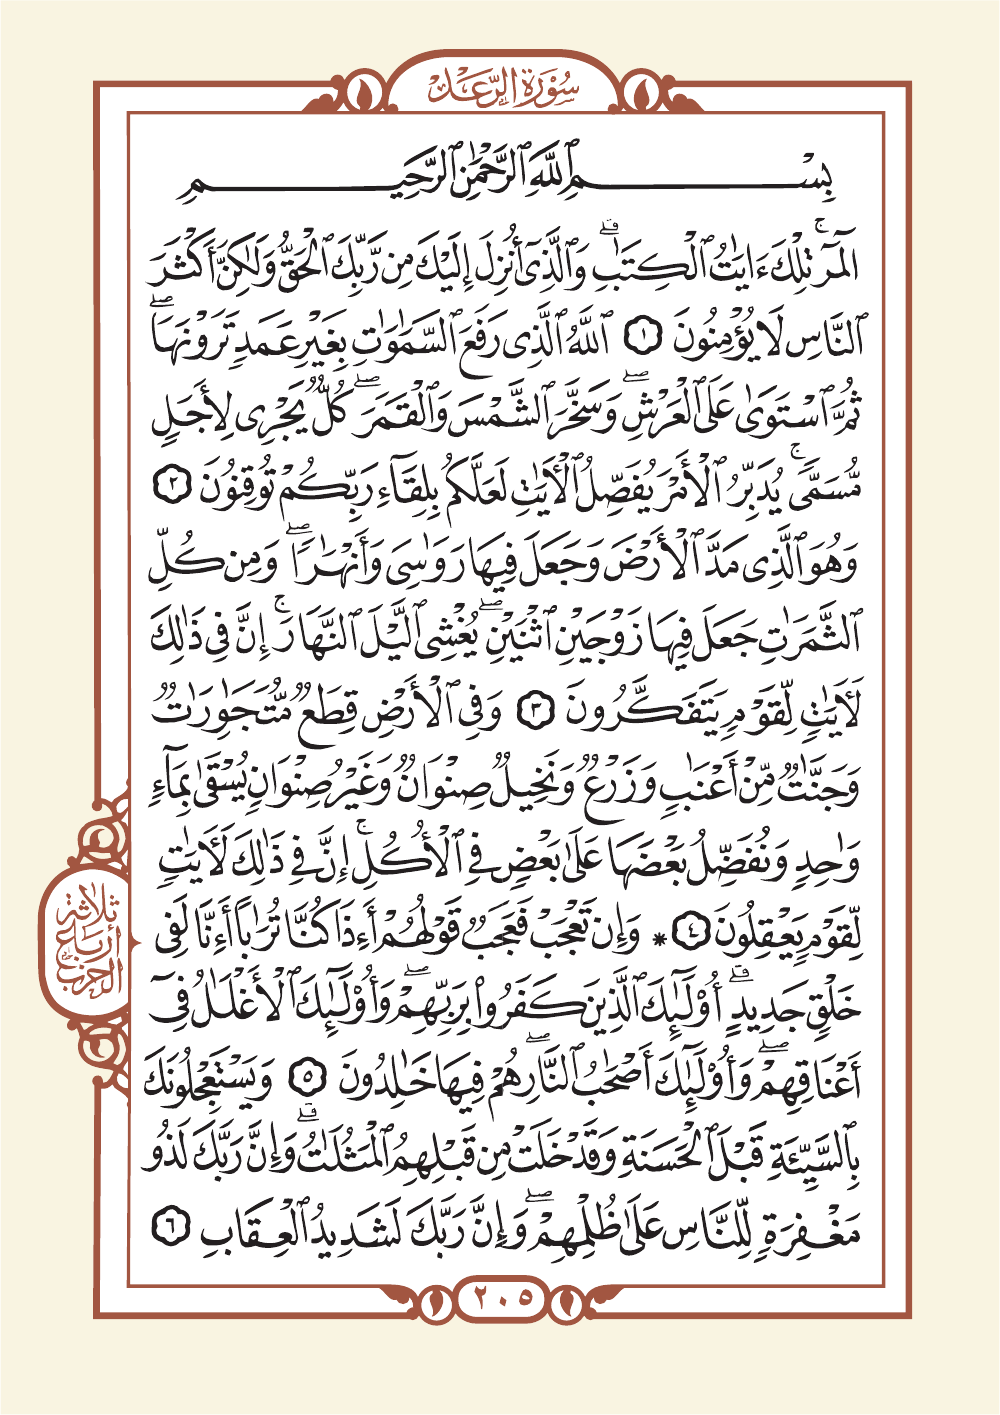 سُورَةُ الرَّعْدِ
بِسْمِ ٱللَّهِ ٱلرَّحْمَٰنِ ٱلرَّحِيمِ
الٓمٓرۚ تِلْكَ ءَايَٰتُ ٱلْكِتَٰبِۗ وَٱلَّذِىٓ أُنزِلَ إِلَيْكَ مِن رَّبِّكَ ٱلْحَقُّ وَلَٰكِنَّ أَكْثَرَ
ٱلنَّاسِ لَا يُؤْمِنُونَ ١ ٱللَّهُ ٱلَّذِى رَفَعَ ٱلسَّمَٰوَٰتِ بِغَيْرِ عَمَدٍ تَرَوْنَهَاۖ
ثُمَّ ٱسْتَوَىٰ عَلَى ٱلْعَرْشِۖ وَسَخَّرَ ٱلشَّمْسَ وَٱلْقَمَرَۖ كُلٌّ يَجْرِى لِأَجَلٍ
مُّسَمًّىۚ يُدَبِّرُ ٱلْأَمْرَ يُفَصِّلُ ٱلْأَيَٰتِ لَعَلَّكُم بِلِقَآءِ رَبِّكُمْ تُوقِنُونَ ٢
وَهُوَ ٱلَّذِى مَدَّ ٱلْأَرْضَ وَجَعَلَ فِيهَا رَوَٰسِىَ وَأَنْهَٰرًاۖ وَمِن كُلِّ
ٱلثَّمَرَٰتِ جَعَلَ فِيهَا زَوْجَيْنِ ٱثْنَيْنِۖ يُغْشِى ٱلَّيْلَ ٱلنَّهَارَۚ إِنَّ فِى ذَٰلِكَ
لَأَيَٰتٍ لِّقَوْمٍ يَتَفَكَّرُونَ ٣ وَفِى ٱلْأَرْضِ قِطَعٌ مُّتَجَٰوِرَٰتٌ
وَجَنَّٰتٌ مِّنْ أَعْنَٰبٍ وَزَرْعٌ وَنَخِيلٌ صِنْوَانٌ وَغَيْرُ صِنْوَانٍ يُسْقَىٰ بِمَآءٍ
وَٰحِدٍ وَنُفَضِّلُ بَعْضَهَا عَلَىٰ بَعْضٍ فِى ٱلْأُكُلِۚ إِنَّ فِى ذَٰلِكَ لَأَيَٰتٍ
لِّقَوْمٍ يَعْقِلُونَ ٤ * وَإِن تَعْجَبْ فَعَجَبٌ قَوْلُهُمْ أَءِذَا كُنَّا تُرَٰبًا أَءِنَّا لَفِى
خَلْقٍ جَدِيدٍۗ أُو۟لَٰٓئِكَ ٱلَّذِينَ كَفَرُوا۟ بِرَبِّهِمْۖ وَأُو۟لَٰٓئِكَ ٱلْأَغْلَٰلُ فِىٓ
أَعْنَاقِهِمْۖ وَأُو۟لَٰٓئِكَ أَصْحَٰبُ ٱلنَّارِۖ هُمْ فِيهَا خَٰلِدُونَ ٥ وَيَسْتَعْجِلُونَكَ
بِٱلسَّيِّئَةِ قَبْلَ ٱلْحَسَنَةِ وَقَدْ خَلَتْ مِن قَبْلِهِمُ ٱلْمَثُلَٰتُۗ وَإِنَّ رَبَّكَ لَذُو
مَغْفِرَةٍ لِّلنَّاسِ عَلَىٰ ظُلْمِهِمْۖ وَإِنَّ رَبَّكَ لَشَدِيدُ ٱلْعِقَابِ ٦
ثلاثة
أرباع
الحزب
٢٠٥